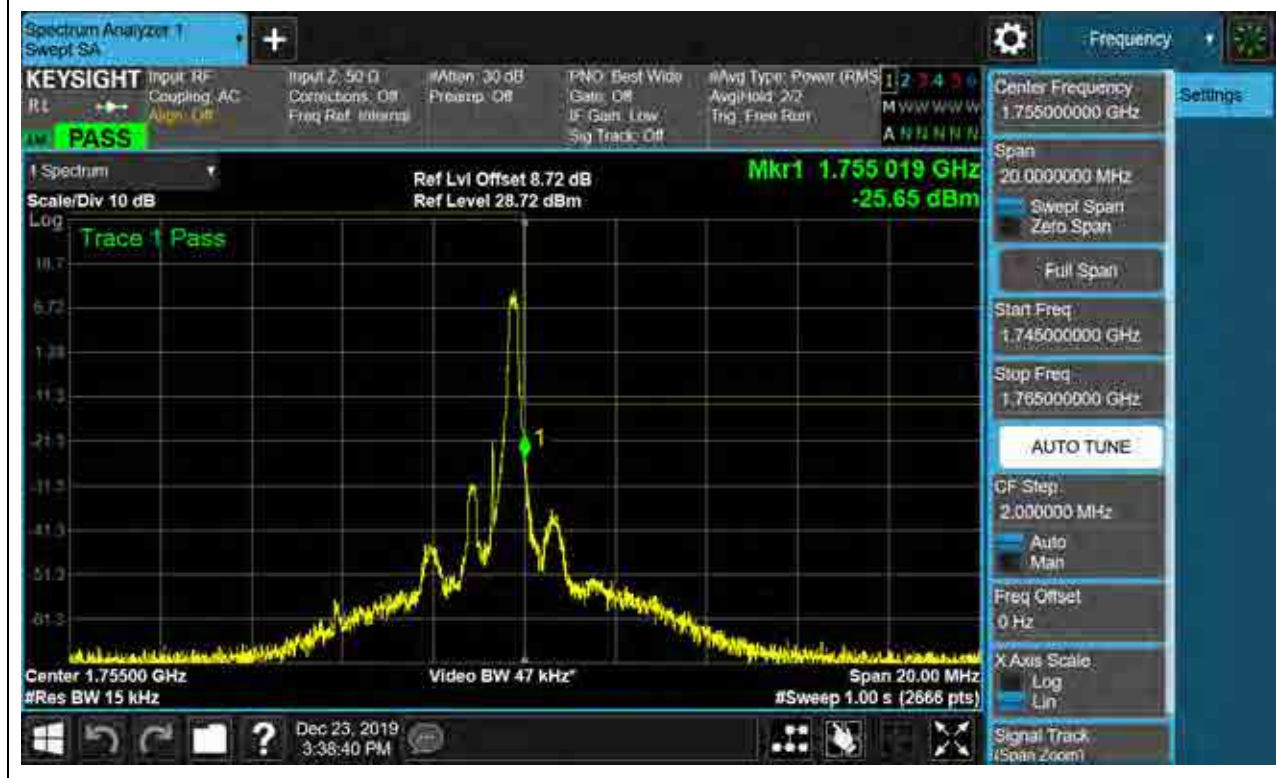 Spectrum Analyzer 1
Swept SA
+
Frequency
KEYSIGHT
Input: RF
Coupling: AC
Align: Off
Input Z: 50 Ω
Corrections: Off
Freq Ref: Internal
#Atten: 30 dB
Preamp: Off
PNO: Best Wide
Gate: Off
IF Gain: Low
Sig Track: Off
#Avg Type: Power (RMS
Avg|Hold: 2/2
Trig: Free Run
1 2 3 4 5 6
M W W W W W
A N N N N N
R L
PASS
1 Spectrum
Scale/Div 10 dB
Log
Ref Lvl Offset 8.72 dB
Ref Level 28.72 dBm
Mkr1 1.755 019 GHz
-25.65 dBm
Trace 1 Pass
18.7
8.72
-1.28
-11.3
-21.3
-31.3
-41.3
-51.3
-61.3
1
Center 1.75500 GHz
#Res BW 15 kHz
Video BW 47 kHz*
Span 20.00 MHz
#Sweep 1.00 s (2666 pts)
?
Dec 23, 2019
3:38:40 PM
Center Frequency
1.755000000 GHz
Settings
Span
20.0000000 MHz
Swept Span
Zero Span
Full Span
Start Freq
1.745000000 GHz
Stop Freq
1.765000000 GHz
AUTO TUNE
CF Step
2.000000 MHz
Auto
Man
Freq Offset
0 Hz
X Axis Scale
Log
Lin
Signal Track
(Span Zoom)